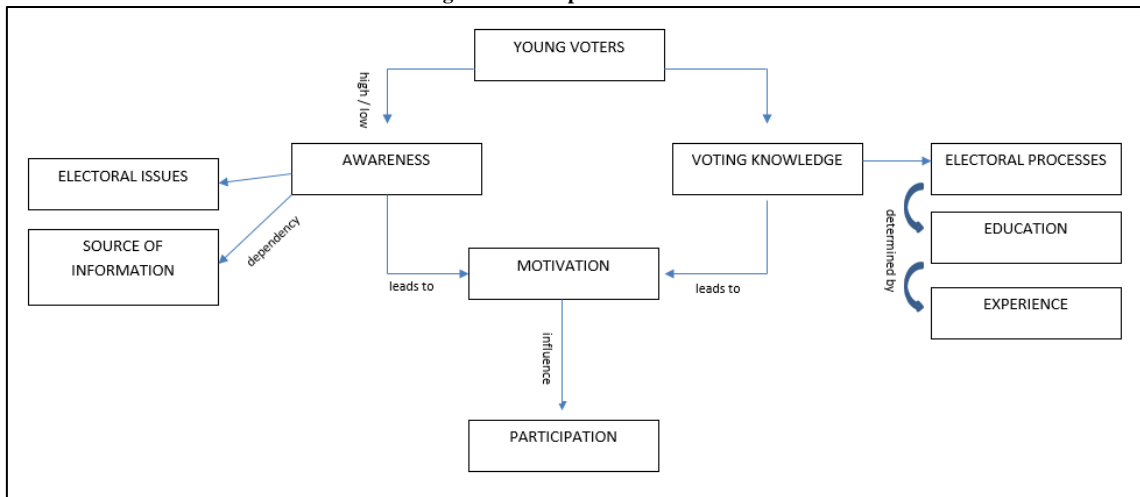 YOUNG VOTERS
high / low
AWARENESS
VOTING KNOWLEDGE
ELECTORAL PROCESSES
ELECTORAL ISSUES
SOURCE OF
INFORMATION
dependency
determined by
EDUCATION
MOTIVATION
leads to
leads to
EXPERIENCE
influence
PARTICIPATION